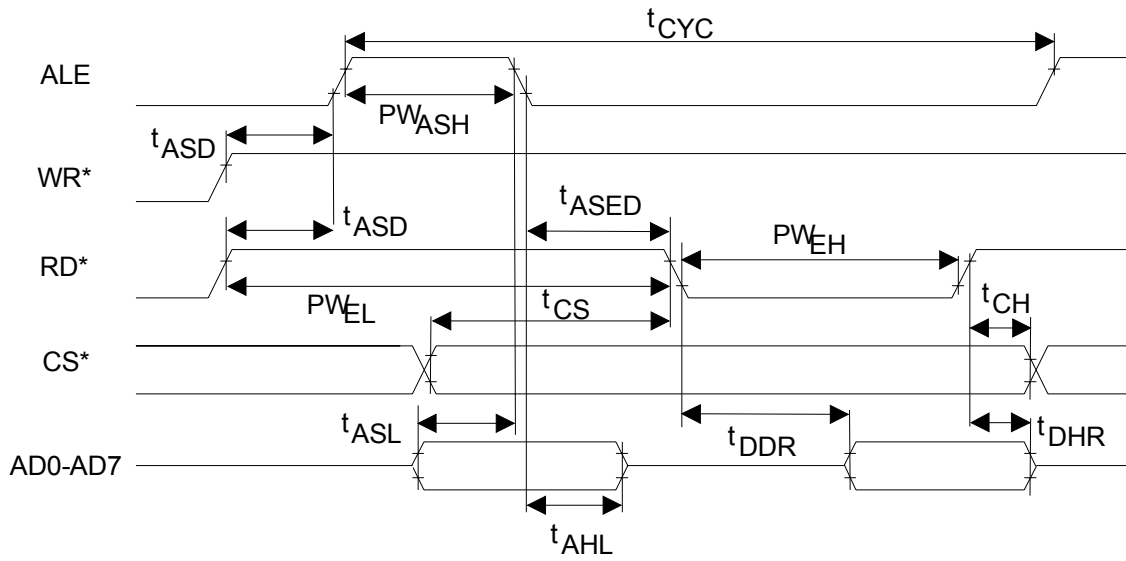 tCYC
ALE
PWASH
tASD
WR*
tASED
tASD
PWEH
RD*
tCS
tCH
PWEL
CS*
tASL
tDDR
tDHR
AD0-AD7
tAHL